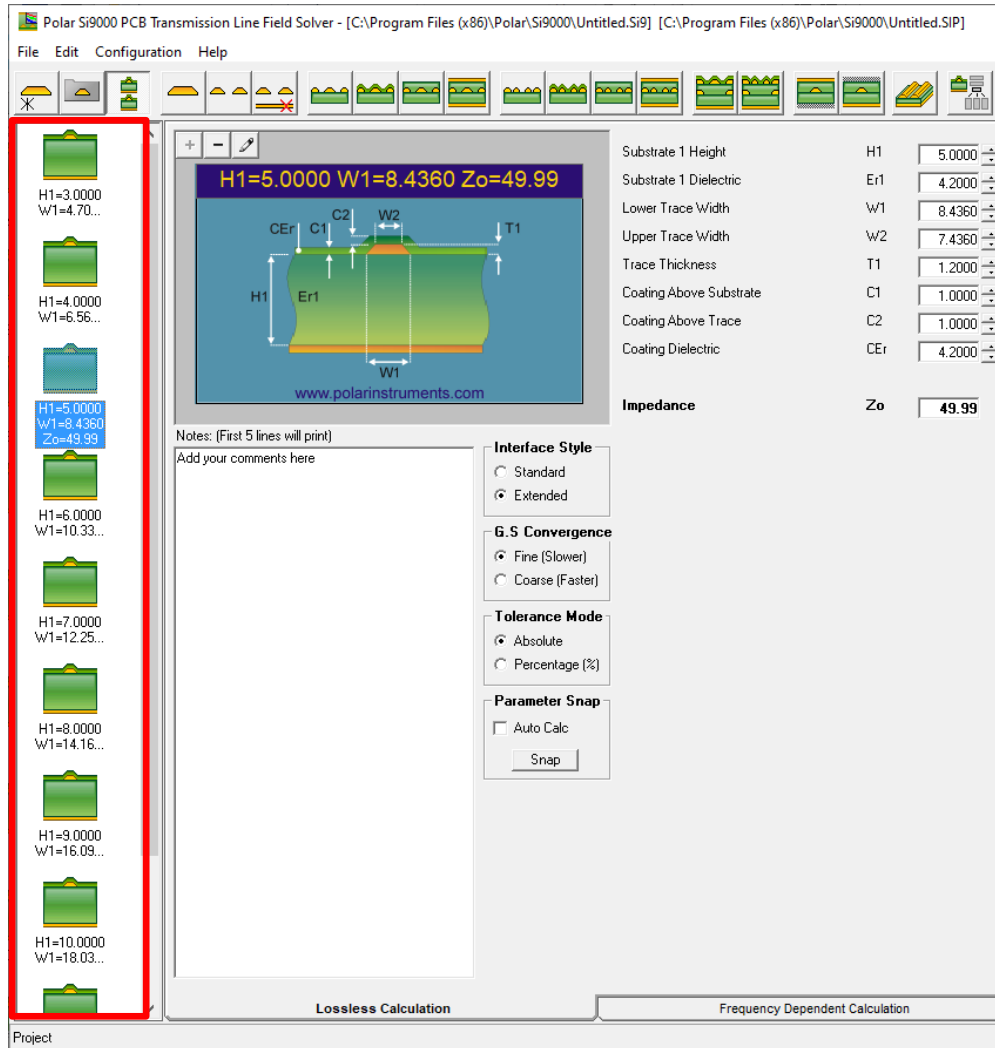 Polar Si9000 PCB Transmission Line Field Solver - [C:\Program Files (x86)\Polar\Si9000\Untitled.Si9] [C:\Program Files (x86)\Polar\Si9000\Untitled.SIP]
File Edit Configuration Help
H1=3.0000
W1=4.70...
H1=4.0000
W1=6.56...
H1=5.0000
W1=8.4360
Zo=49.99
H1=6.0000
W1=10.33...
H1=7.0000
W1=12.25...
H1=8.0000
W1=14.16...
H1=9.0000
W1=16.09...
H1=10.0000
W1=18.03...
H1=5.0000 W1=8.4360 Zo=49.99
C2 W2
CEr C1 T1
H1 Er1
W1
www.polarinstruments.com
Notes: (First 5 lines will print)
Add your comments here
Interface Style
Standard
Extended
G.S Convergence
Fine (Slower)
Coarse (Faster)
Tolerance Mode
Absolute
Percentage (%)
Parameter Snap
Auto Calc
Snap
Substrate 1 Height H1 5.0000
Substrate 1 Dielectric Er1 4.2000
Lower Trace Width W1 8.4360
Upper Trace Width W2 7.4360
Trace Thickness T1 1.2000
Coating Above Substrate C1 1.0000
Coating Above Trace C2 1.0000
Coating Dielectric CEr 4.2000
Impedance Zo 49.99
Lossless Calculation
Frequency Dependent Calculation
Project